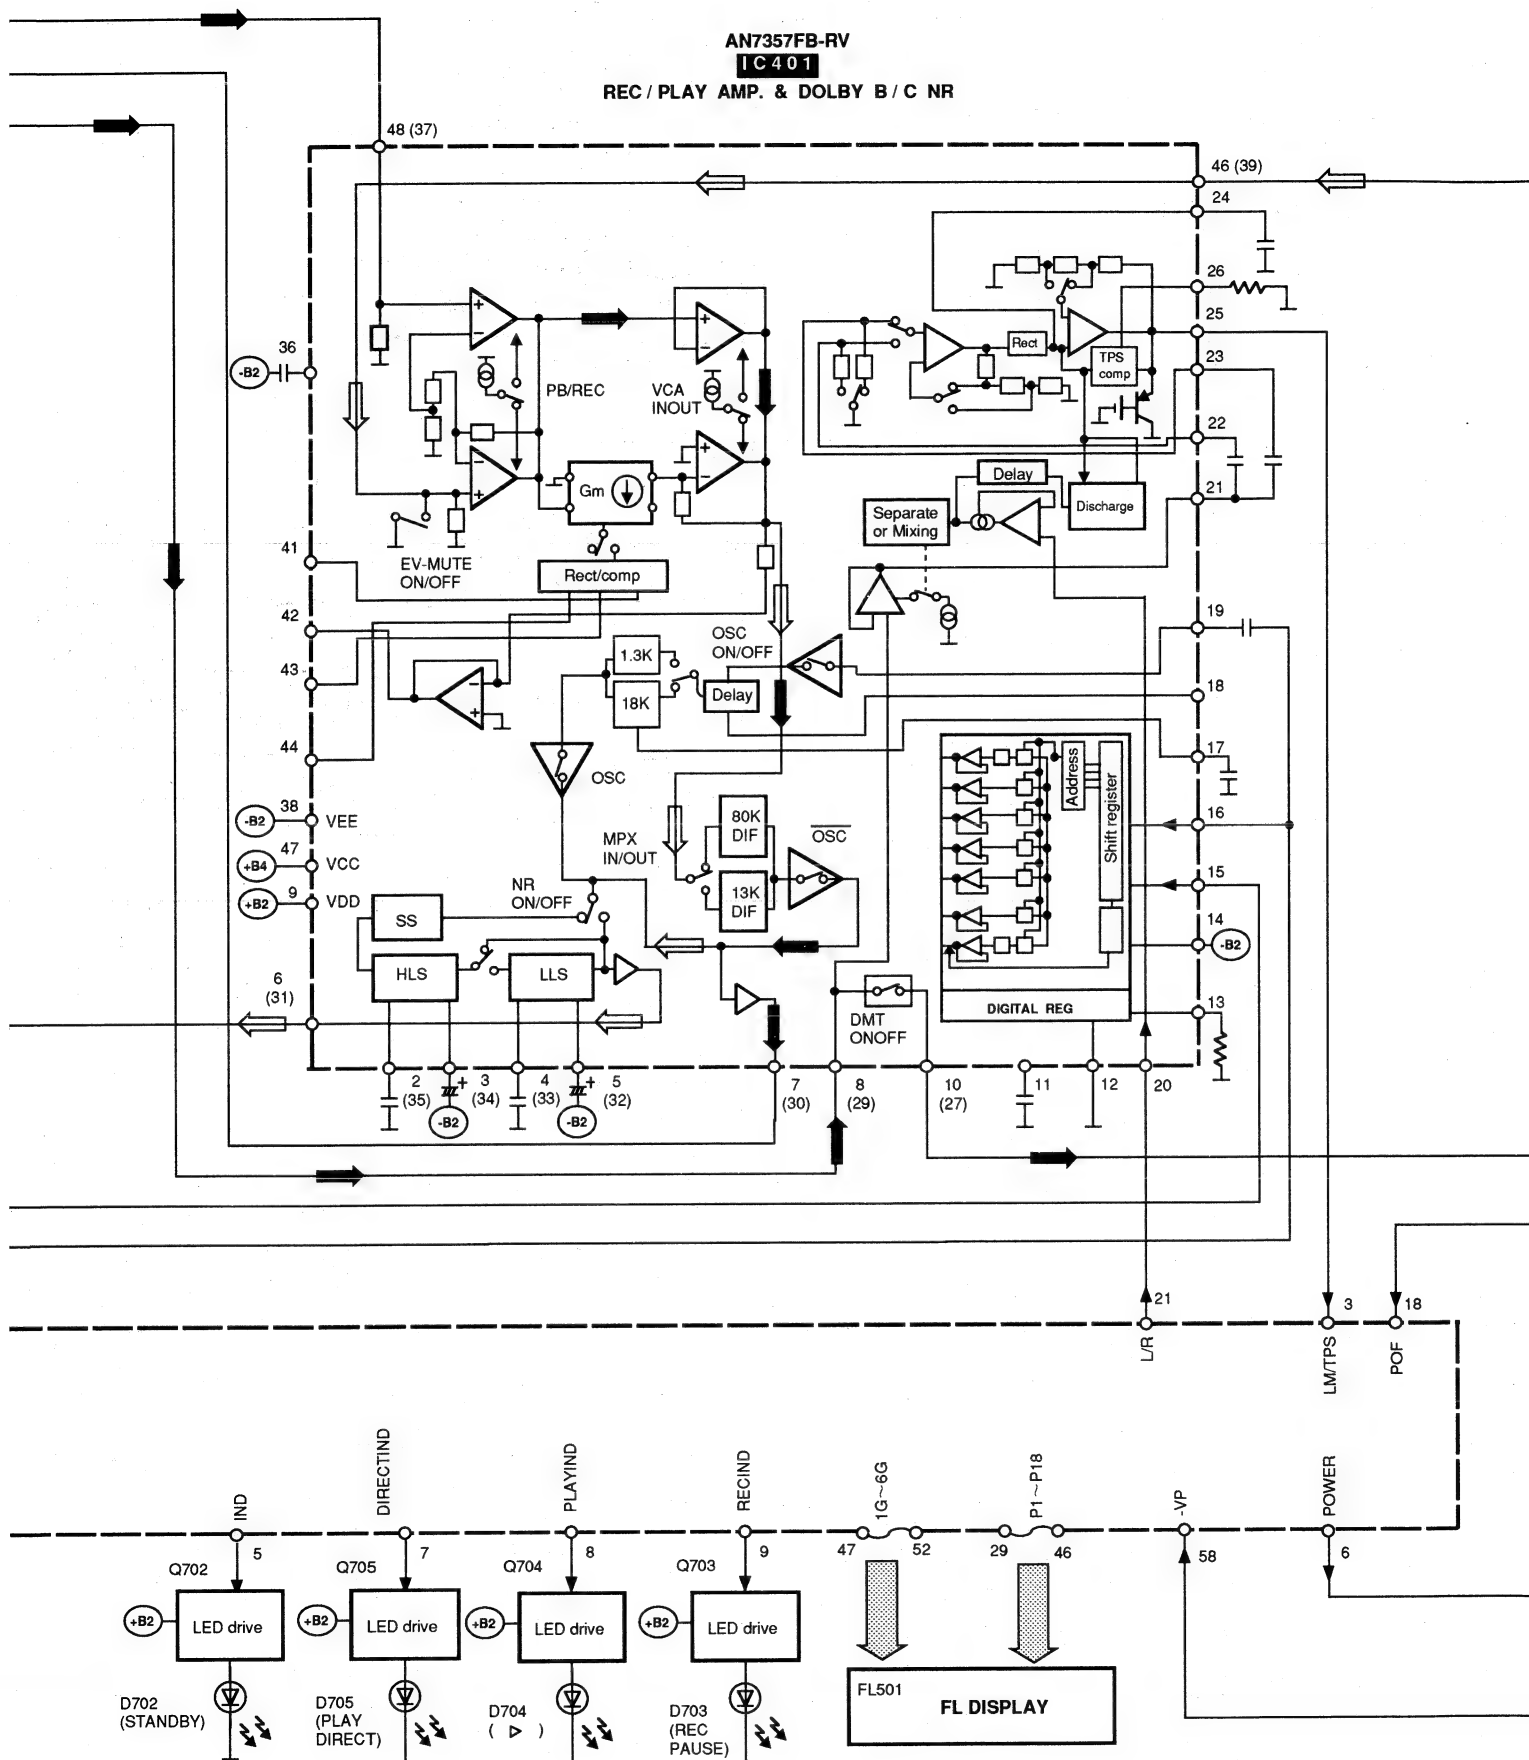 AN7357FB-RV
IC401
REC / PLAY AMP. & DOLBY B / C NR
48 (37)
46 (39)
24
26
25
23
22
21
36
-B2
PB/REC
VCA
INOUT
Rect
TPS
comp
Gm
Delay
Discharge
Separate
or Mixing
EV-MUTE
ON/OFF
Rect/comp
41
42
43
44
OSC
ON/OFF
1.3K
18K
Delay
19
18
17
16
15
14
-B2
13
OSC
38
-B2
VEE
47
+B4
VCC
9
+B2
VDD
MPX
IN/OUT
80K
DIF
13K
DIF
OSC
NR
ON/OFF
SS
HLS
LLS
Address
Shift register
DIGITAL REG
DMT
ONOFF
6
(31)
2
(35)
3
(34)
4
(33)
5
(32)
-B2
-B2
7
(30)
8
(29)
10
(27)
11
12
20
21
3
18
L/R
LM/TPS
POF
IND
DIRECTIND
PLAYIND
RECIND
1G~6G
P1~P18
-VP
POWER
5
7
8
9
47
52
29
46
58
6
Q702
Q705
Q704
Q703
+B2
LED drive
+B2
LED drive
+B2
LED drive
+B2
LED drive
D702
(STANDBY)
D705
(PLAY
DIRECT)
D704
( ▷ )
D703
(REC
PAUSE)
FL501
FL DISPLAY